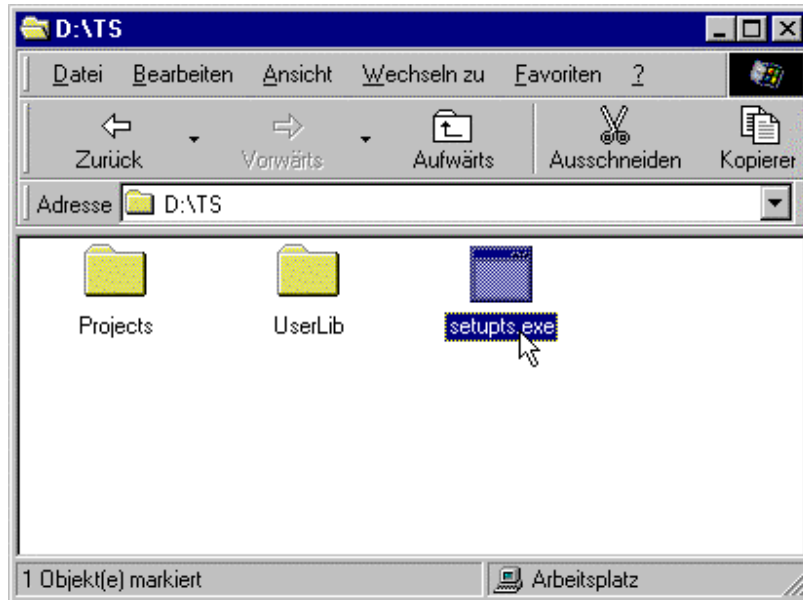 D:\TS
Datei Bearbeiten Ansicht Wechseln zu Favoriten ?
Zurück Vorwärts Aufwärts Ausschneiden Kopierer
Adresse D:\TS
Projects UserLib setupts.exe
1 Objekt(e) markiert Arbeitsplatz